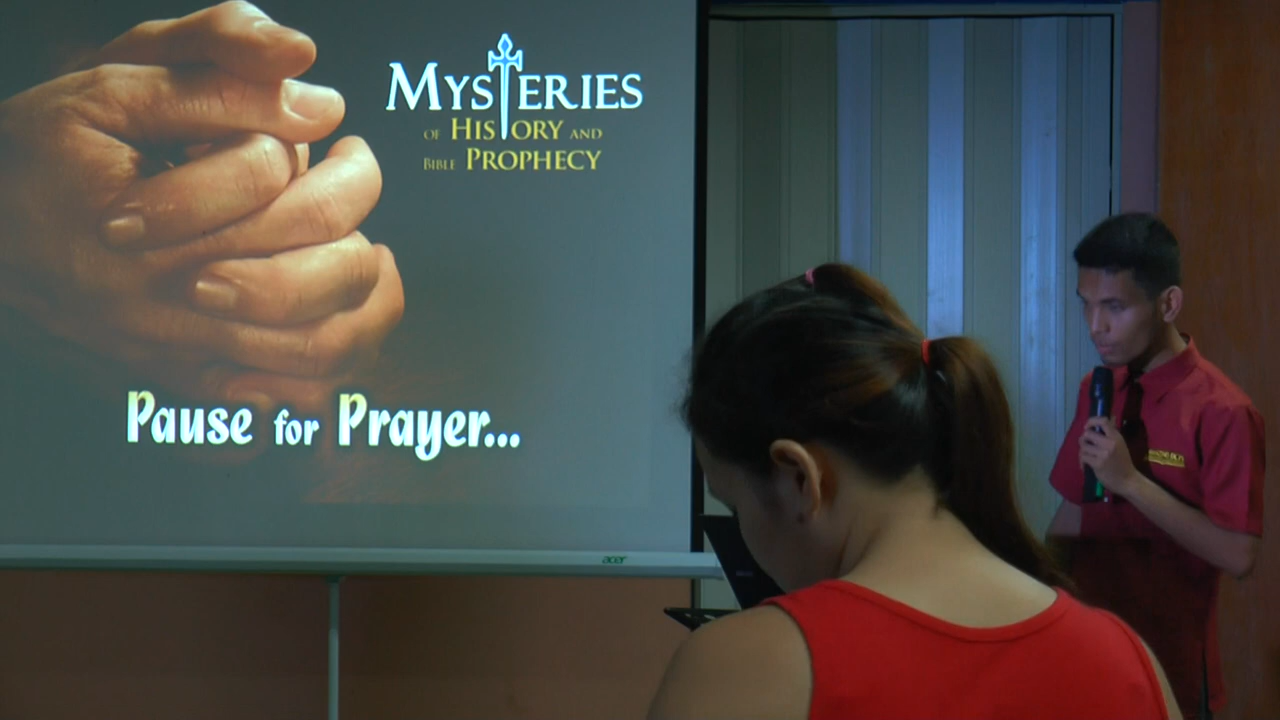 MYSTERIES
OF HISTORY AND
BIBLE PROPHECY
Pause for Prayer...
acer